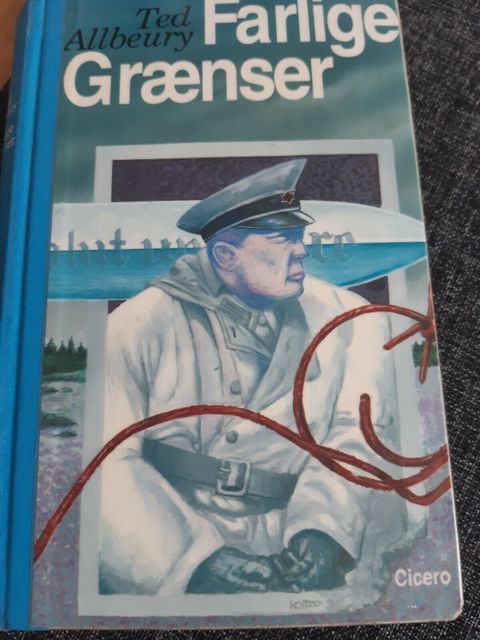 Ted
Allbeury
Farlige
Grænser
Cicero